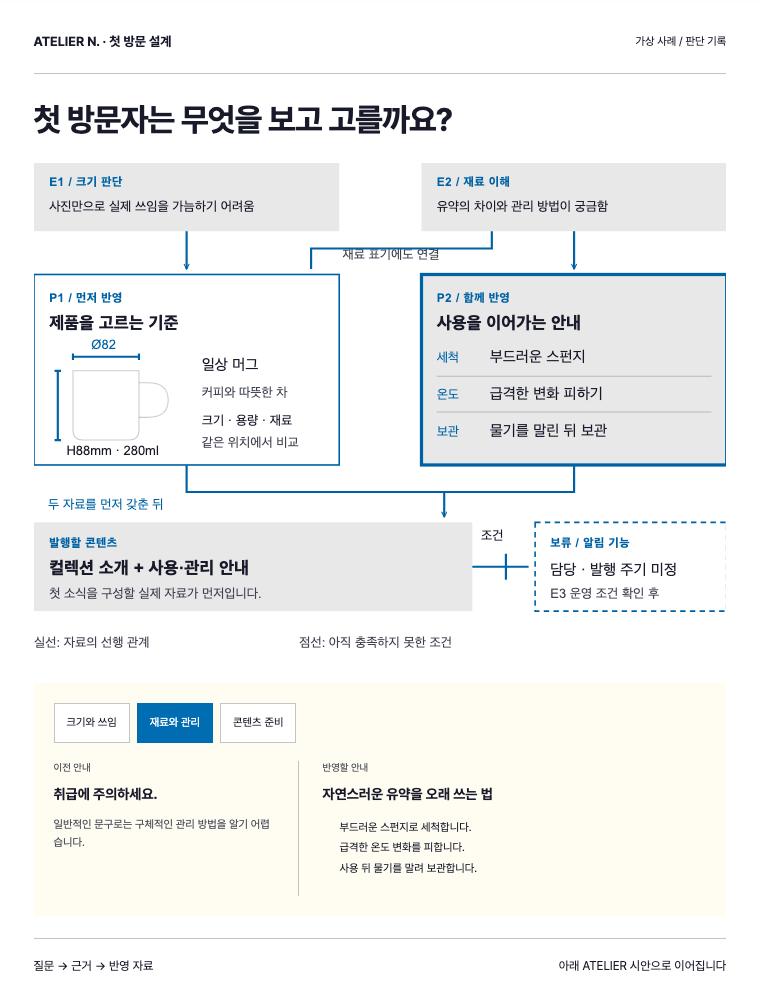 ATELIER N. · 첫 방문 설계
가상 사례 / 판단 기록
첫 방문자는 무엇을 보고 고를까요?
E1 / 크기 판단
사진만으로 실제 쓰임을 가늠하기 어려움
E2 / 재료 이해
유약의 차이와 관리 방법이 궁금함
재료 표기에도 연결
P1 / 먼저 반영
제품을 고르는 기준
Ø82
H88mm · 280ml
일상 머그
커피와 따뜻한 차
크기 · 용량 · 재료
같은 위치에서 비교
P2 / 함께 반영
사용을 이어가는 안내
세척 부드러운 스펀지
온도 급격한 변화 피하기
보관 물기를 말린 뒤 보관
두 자료를 먼저 갖춘 뒤
발행할 콘텐츠
컬렉션 소개 + 사용·관리 안내
첫 소식을 구성할 실제 자료가 먼저입니다.
조건
보류 / 알림 기능
담당 · 발행 주기 미정
E3 운영 조건 확인 후
실선: 자료의 선행 관계
점선: 아직 충족하지 못한 조건
크기와 쓰임
재료와 관리
콘텐츠 준비
이전 안내
취급에 주의하세요.
일반적인 문구로는 구체적인 관리 방법을 알기 어렵
습니다.
반영할 안내
자연스러운 유약을 오래 쓰는 법
부드러운 스펀지로 세척합니다.
급격한 온도 변화를 피합니다.
사용 뒤 물기를 말려 보관합니다.
질문 → 근거 → 반영 자료
아래 ATELIER 시안으로 이어집니다